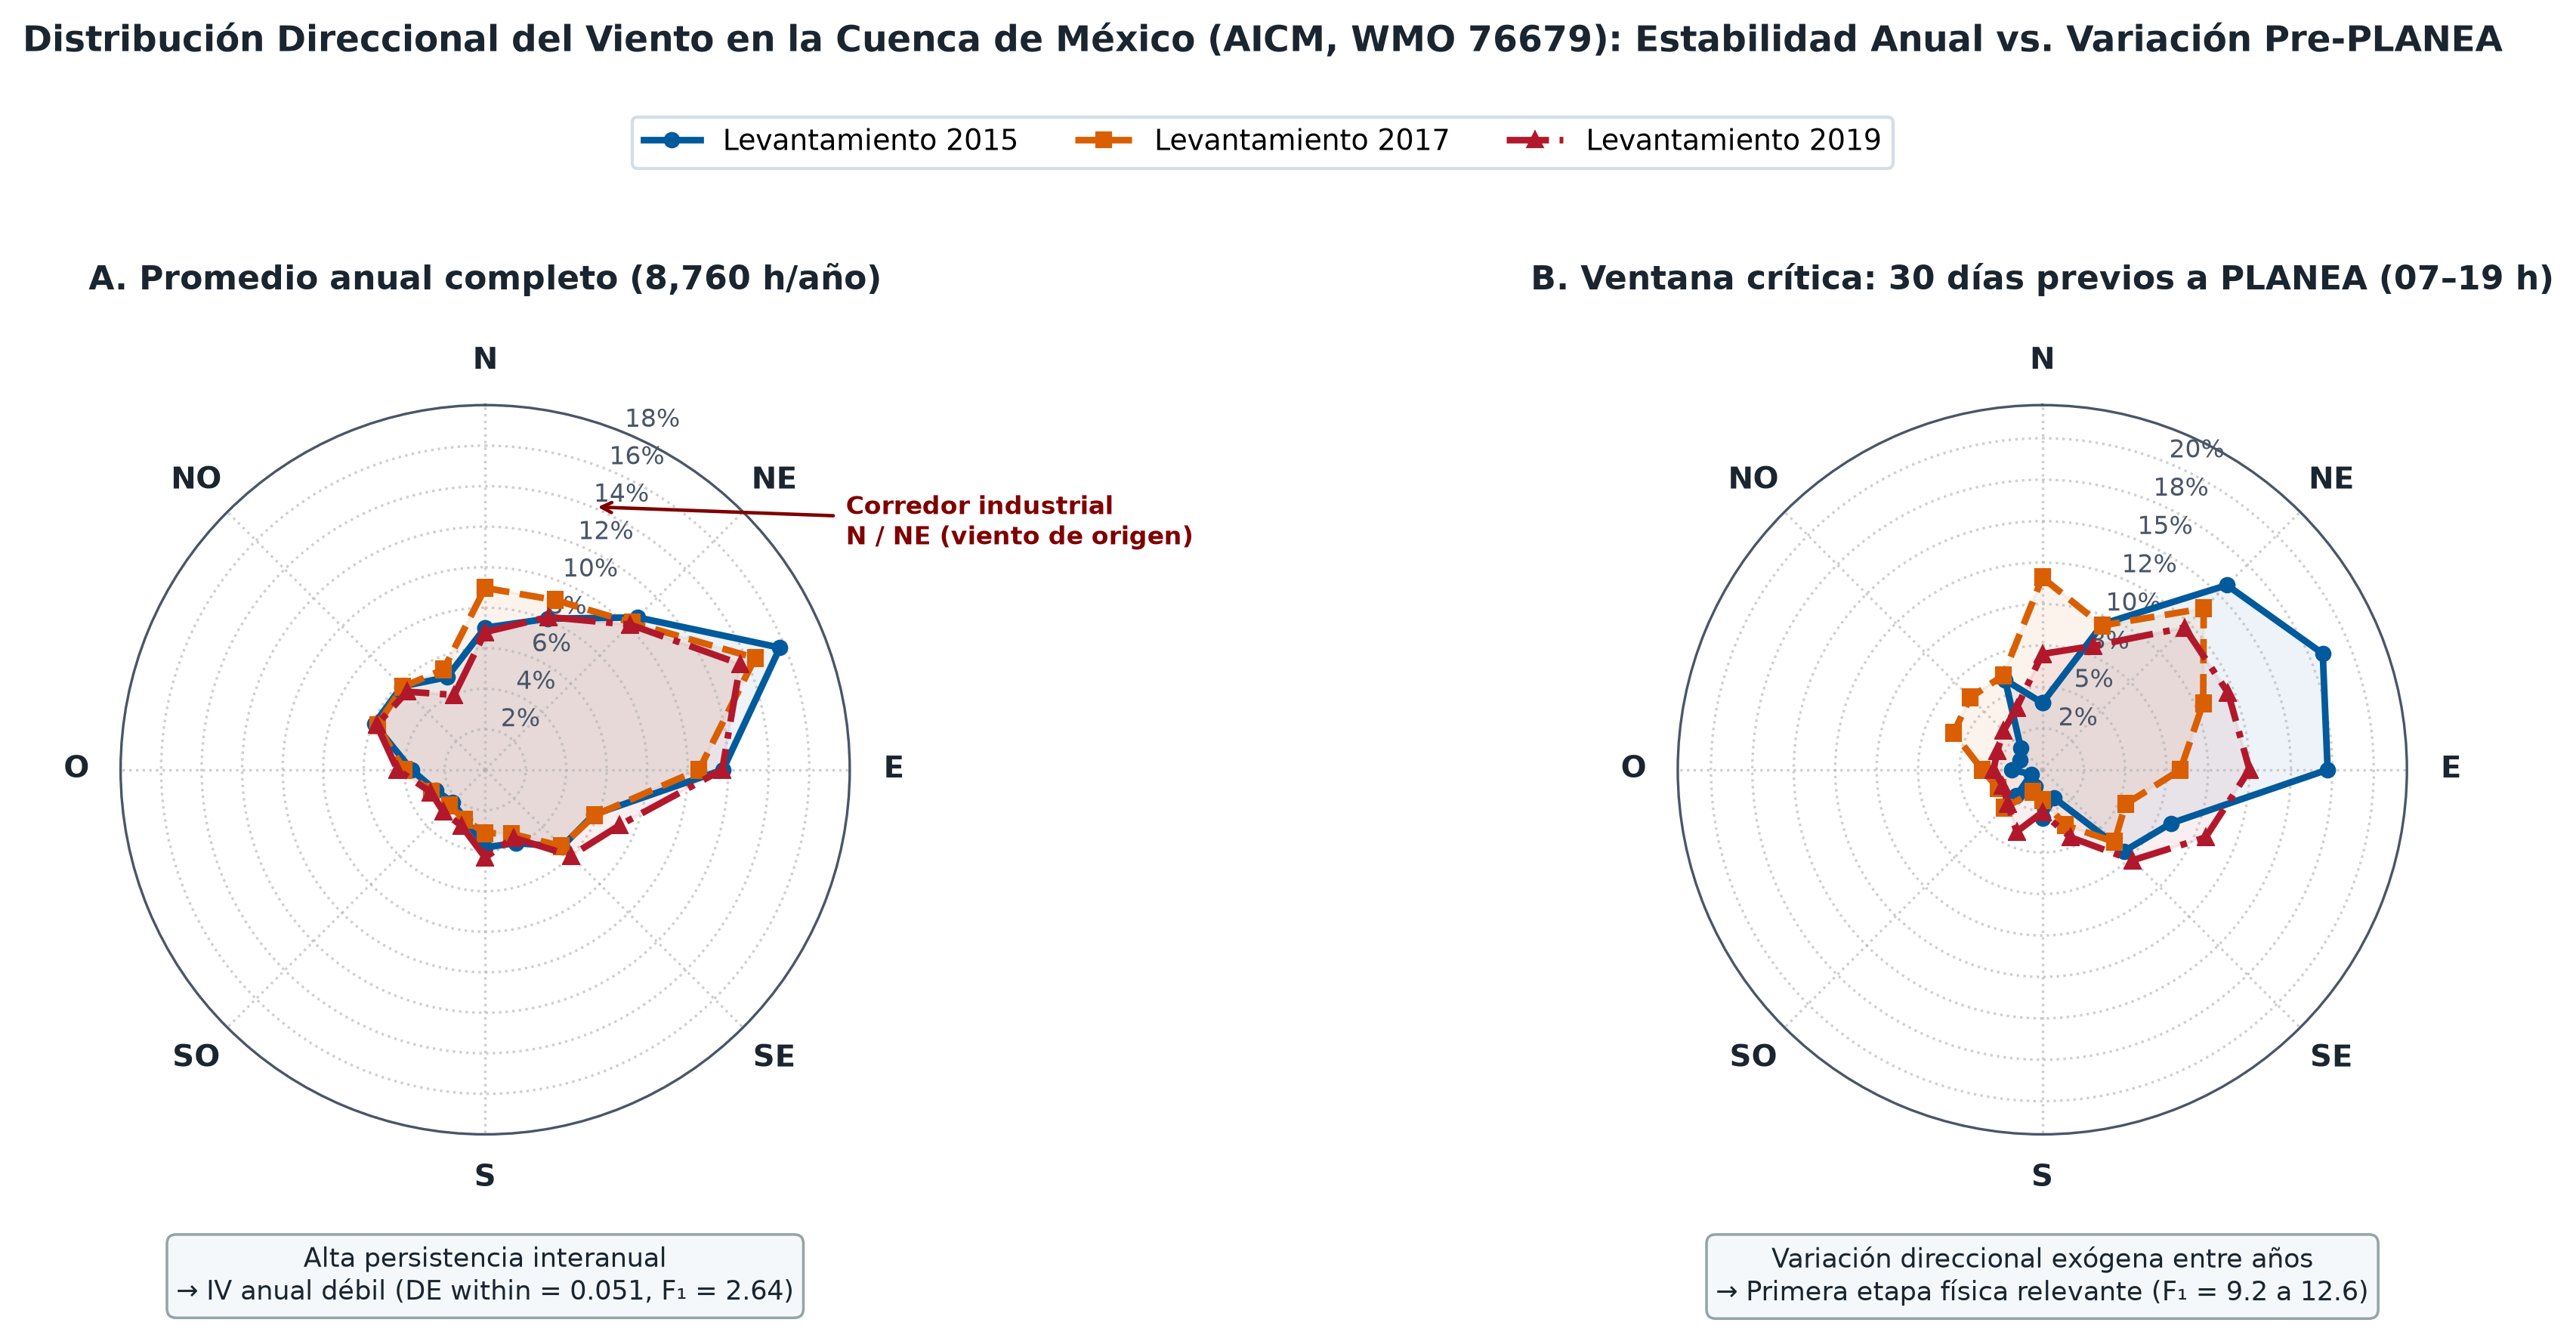 Distribución Direccional del Viento en la Cuenca de México (AICM, WMO 76679): Estabilidad Anual vs. Variación Pre-PLANEA
Levantamiento 2015
Levantamiento 2017
Levantamiento 2019
A. Promedio anual completo (8,760 h/año)
N
NE
E
SE
S
SO
O
NO
18%
16%
14%
12%
10%
6%
4%
2%
Corredor industrial
N / NE (viento de origen)
Alta persistencia interanual
→ IV anual débil (DE within = 0.051, F₁ = 2.64)
B. Ventana crítica: 30 días previos a PLANEA (07–19 h)
N
NE
E
SE
S
SO
O
NO
20%
18%
15%
12%
10%
8%
5%
2%
Variación direccional exógena entre años
→ Primera etapa física relevante (F₁ = 9.2 a 12.6)